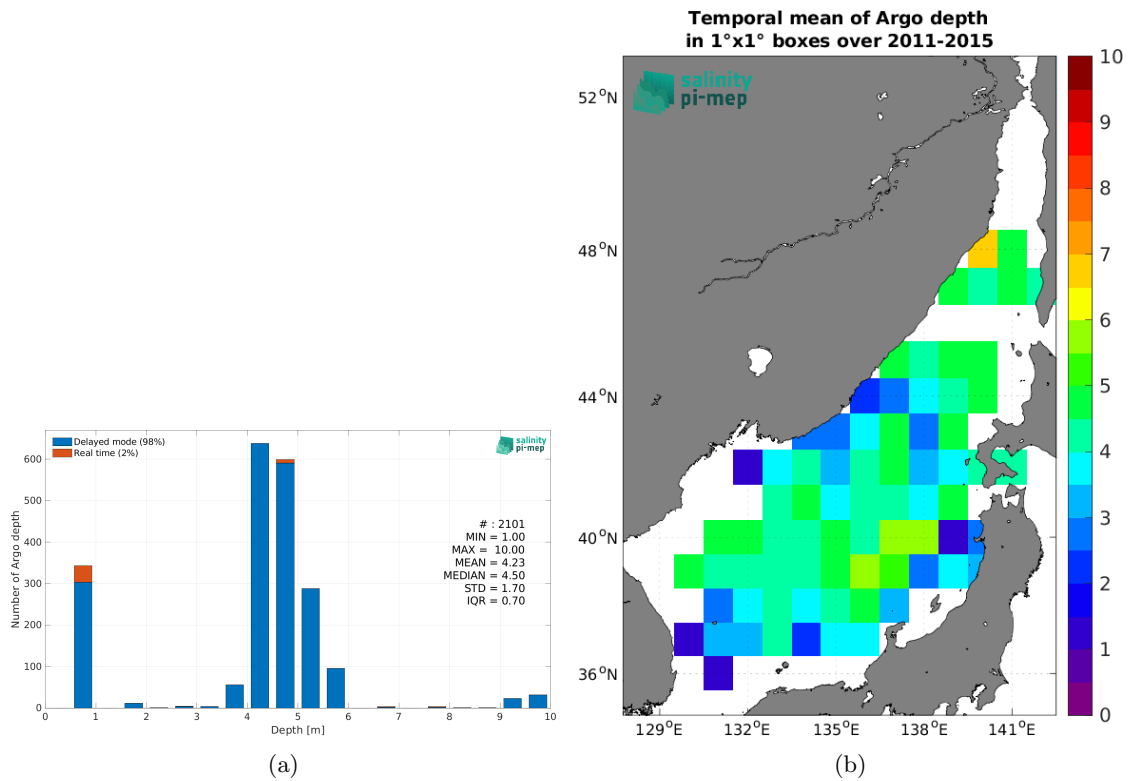 Temporal mean of Argo depth
in 1°x1° boxes over 2011-2015
salinity
pi-mep
52°N
48°N
44°N
40°N
36°N
129°E
132°E
135°E
138°E
141°E
10
9
8
7
6
5
4
3
2
1
0
Delayed mode (98%)
Real time (2%)
salinity
pi-mep
# : 2101
MIN = 1.00
MAX = 10.00
MEAN = 4.23
MEDIAN = 4.50
STD = 1.70
IQR = 0.70
Number of Argo depth
600
500
400
300
200
100
0
0 1 2 3 4 5 6 7 8 9 10
Depth [m]
(a)
(b)